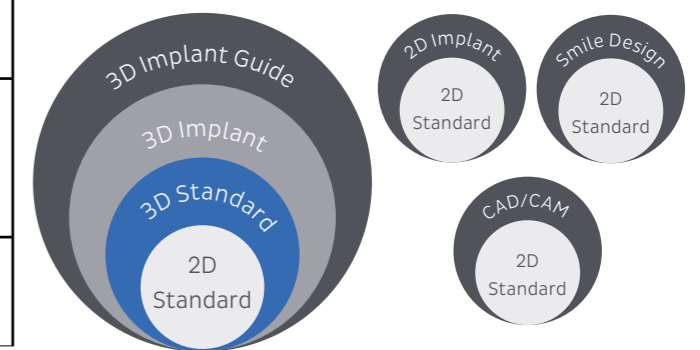 3D Implant Guide
3D Implant
3D Standard
2D
Standard
2D Implant
2D
Standard
Smile Design
2D
Standard
CAD/CAM
2D
Standard